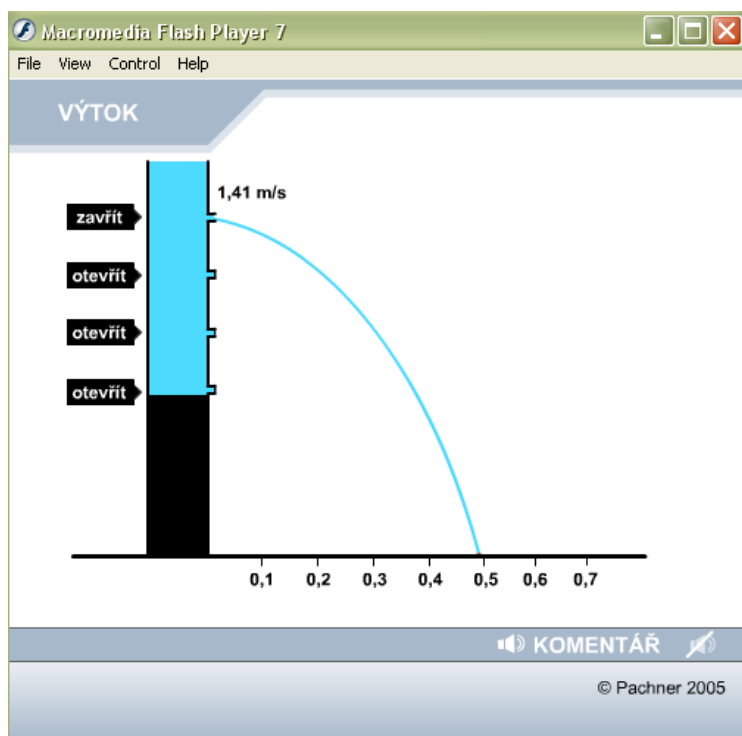 Macromedia Flash Player 7
File View Control Help
VÝTOK
1,41 m/s
zavřít
otevřít
otevřít
otevřít
0,1 0,2 0,3 0,4 0,5 0,6 0,7
KOMENTÁŘ
© Pachner 2005